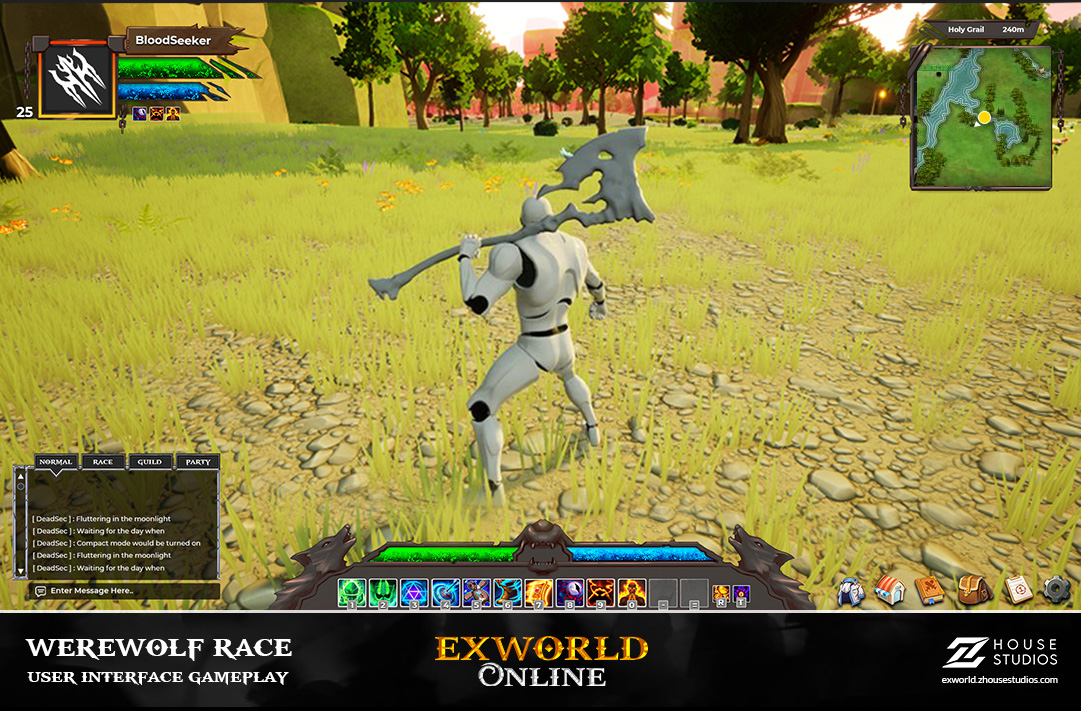 BloodSeeker
25
Holy Grail 240m
NORMAL RACE GUILD PARTY
[ DeadSec ] : Fluttering in the moonlight
[ DeadSec ] : Waiting for the day when
[ DeadSec ] : Compact mode would be turned on
[ DeadSec ] : Fluttering in the moonlight
[ DeadSec ] : Waiting for the day when
Enter Message Here..
1 2 3 4 5 6 7 8 9 0 - = R T
WEREWOLF RACE
USER INTERFACE GAMEPLAY
EXWORLD
ONLINE
Z HOUSE
STUDIOS
exworld.zhousestudios.com